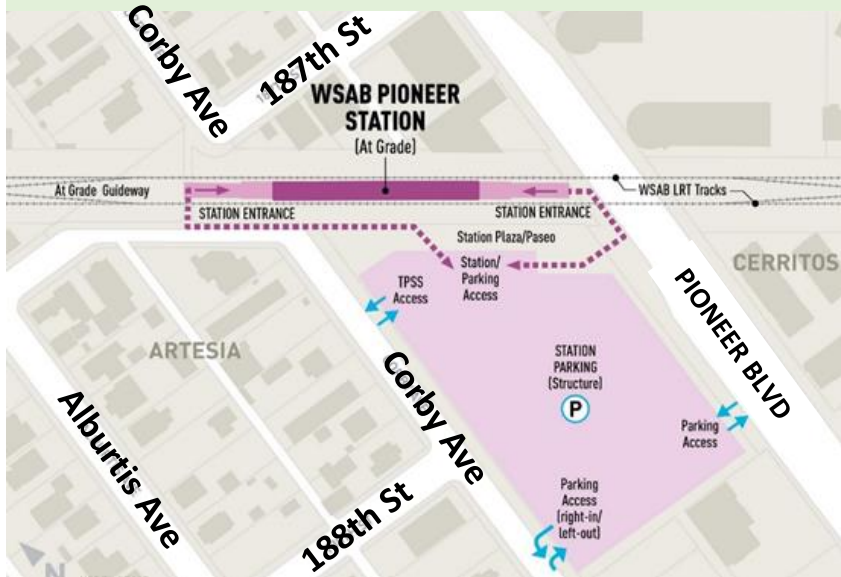 Corby Ave
187th St
WSAB PIONEER
STATION
(At Grade)
At Grade Guideway
WSAB LRT Tracks
STATION ENTRANCE
STATION ENTRANCE
Station Plaza/Paseo
Station/
Parking
Access
TPSS
Access
CERRITOS
PIONEER BLVD
ARTESIA
STATION
PARKING
(Structure)
P
Corby Ave
Alburtis Ave
Parking
Access
Parking
Access
(right-in/
left-out)
188th St
N